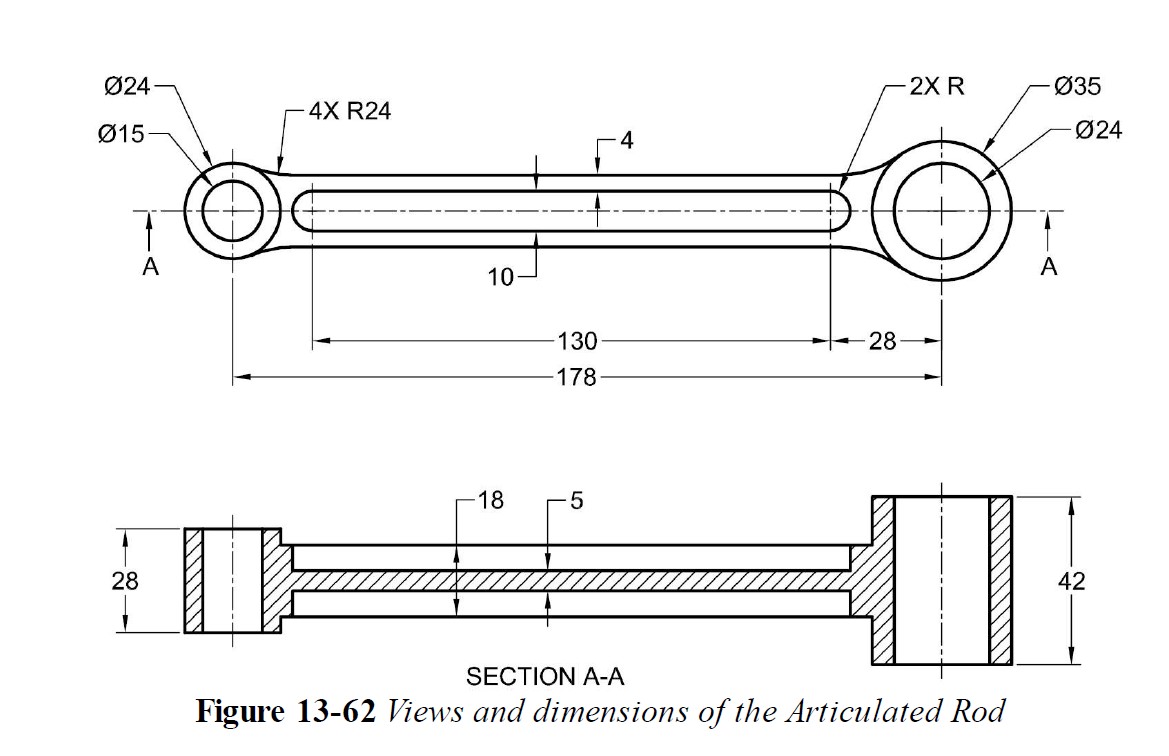 Ø24
4X R24
Ø15
4
2X R
Ø35
Ø24
A
A
10
130
28
178
18
5
28
42
SECTION A-A
Figure 13-62 Views and dimensions of the Articulated Rod